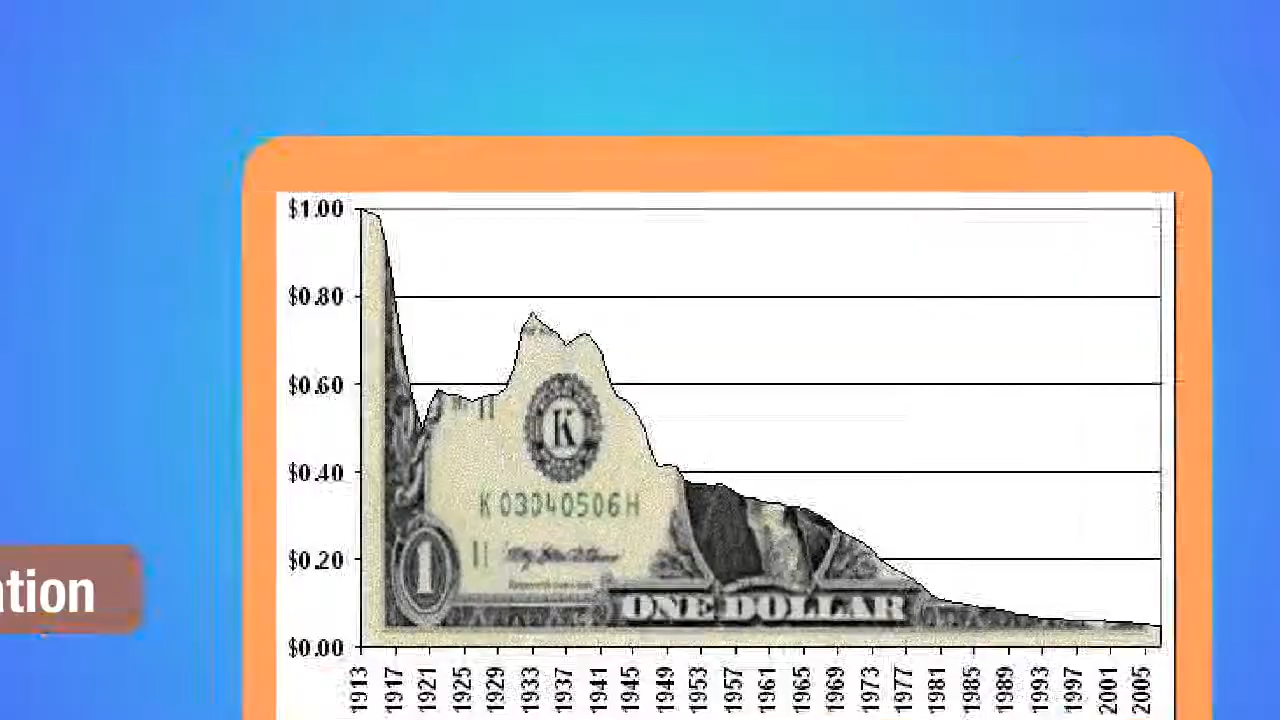 $1.00
$0.80
$0.60
$0.40
$0.20
$0.00
K
K 03040506 H
1
ONE DOLLAR
ation
1913 1917 1921 1925 1929 1933 1937 1941 1945 1949 1953 1957 1961 1965 1969 1973 1977 1981 1985 1989 1993 1997 2001 2005